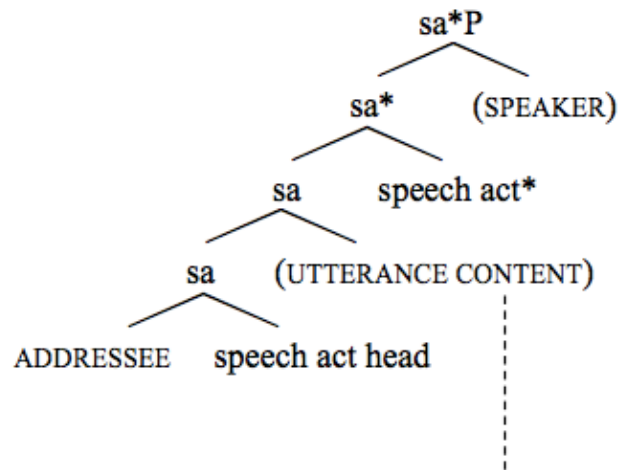 sa*P
sa* (SPEAKER)
sa speech act*
sa (UTTERANCE CONTENT)
ADDRESSEE speech act head